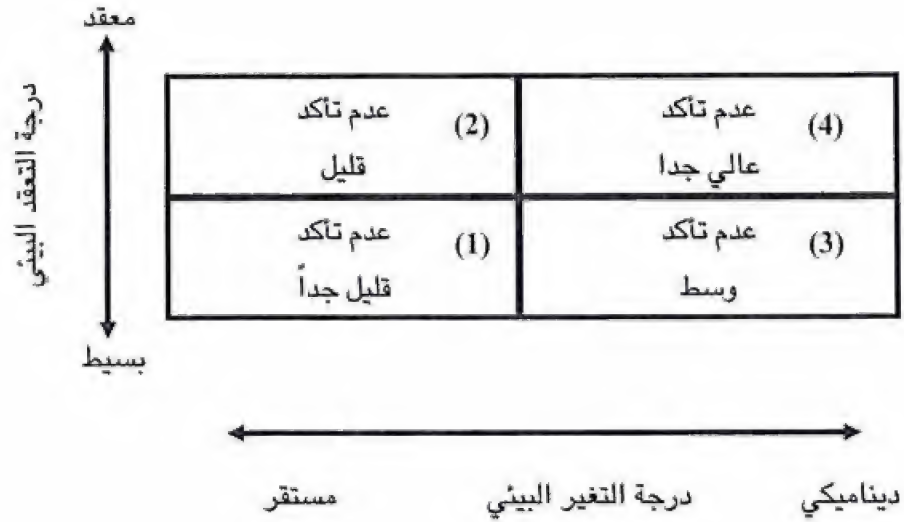 معقد
درجة التعقد البيئي
(2) عدم تأكد
قليل
(4) عدم تأكد
عالي جدا
(1) عدم تأكد
قليل جداً
(3) عدم تأكد
وسط
بسيط
مستقر درجة التغير البيئي ديناميكي